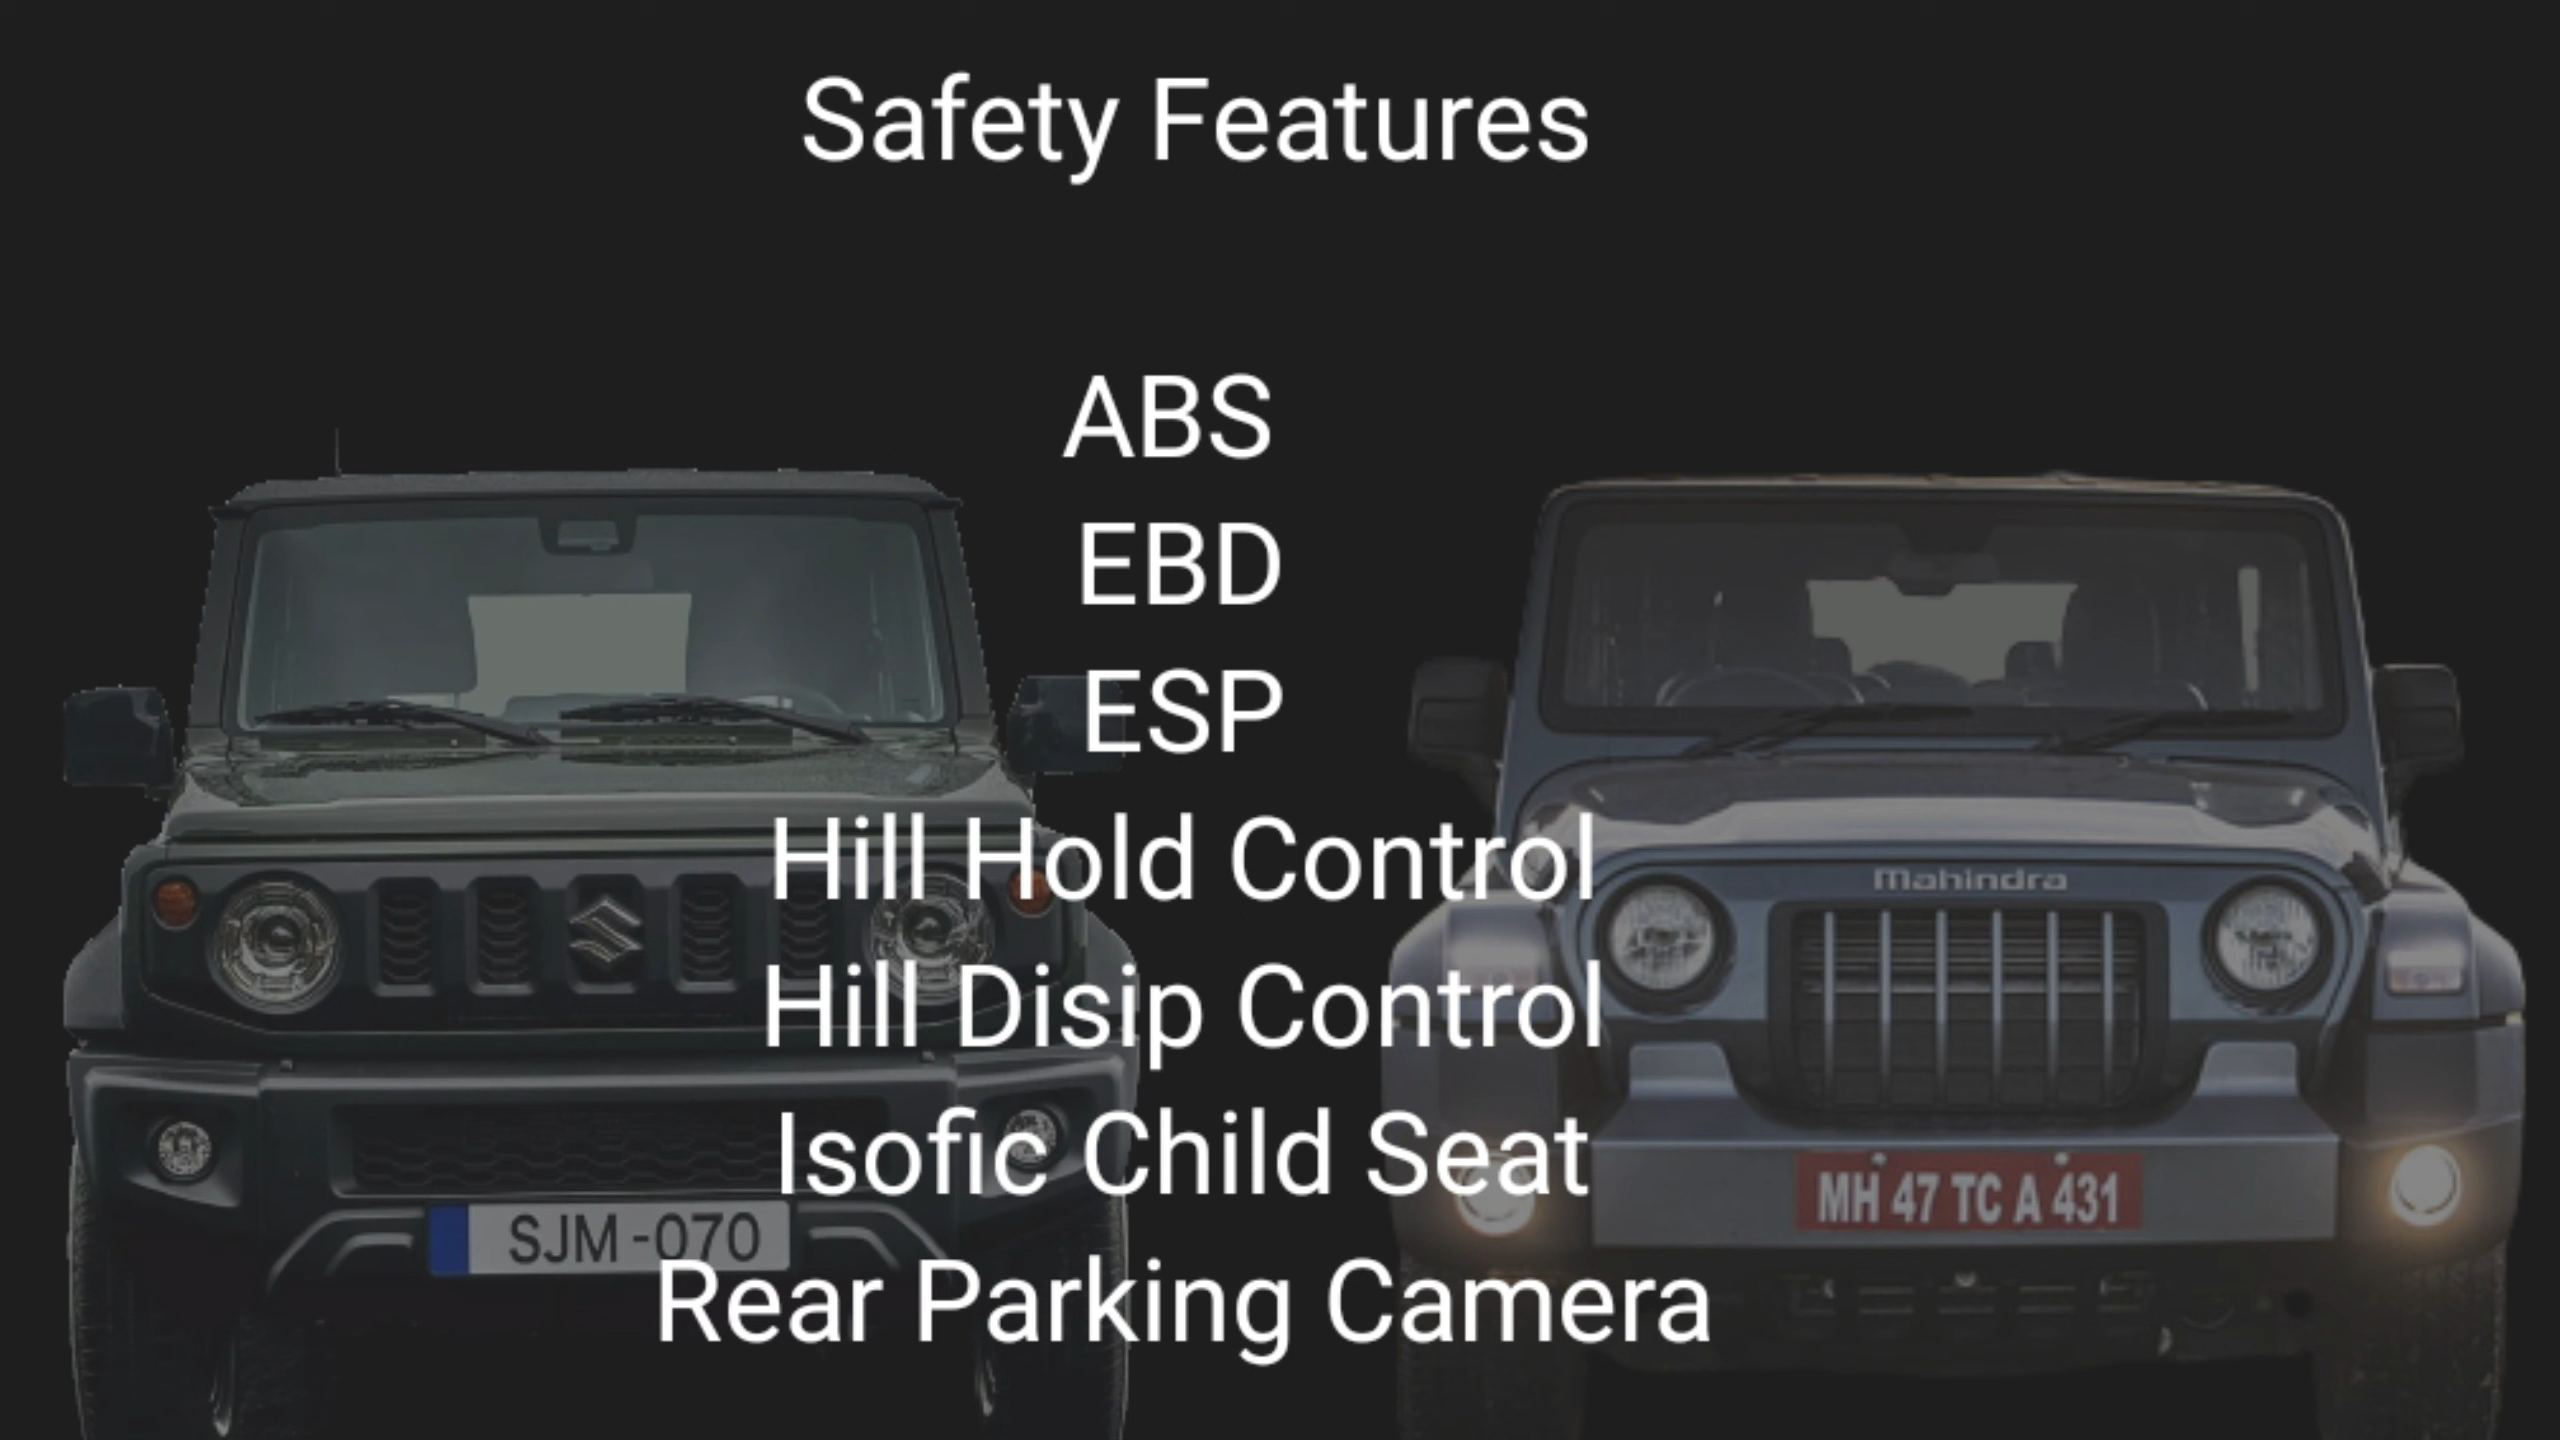 Safety Features
ABS
EBD
ESP
Hill Hold Control
Hill Disip Control
Isofic Child Seat
Rear Parking Camera
SJM-070
Mahindra
MH 47 TC A 431